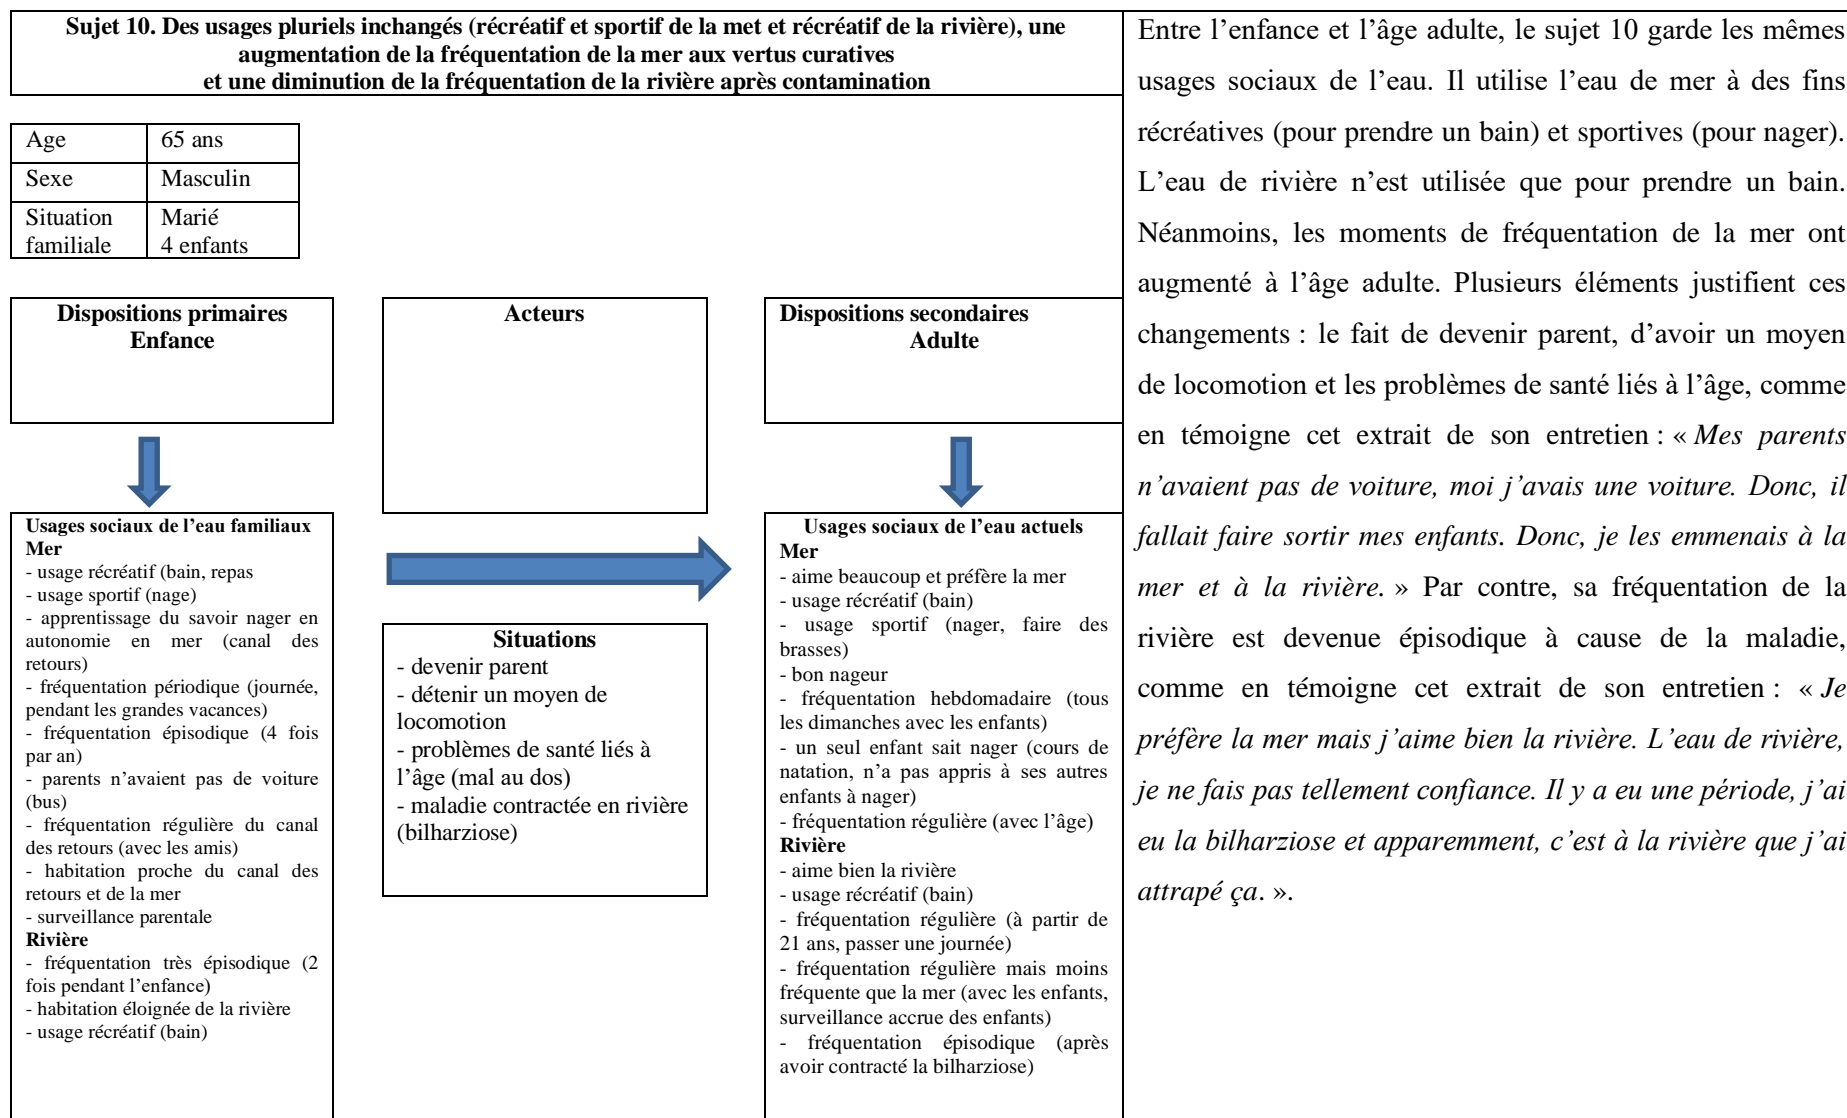 Sujet 10. Des usages pluriels inchangés (récréatif et sportif de la met et récréatif de la rivière), une
augmentation de la fréquentation de la mer aux vertus curatives
et une diminution de la fréquentation de la rivière après contamination
Age 65 ans
Sexe Masculin
Situation familiale Marié
4 enfants
Dispositions primaires
Enfance
Usages sociaux de l’eau familiaux
Mer
- usage récréatif (bain, repas
- usage sportif (nage)
- apprentissage du savoir nager en
autonomie en mer (canal des
retours)
- fréquentation périodique (journée,
pendant les grandes vacances)
- fréquentation épisodique (4 fois
par an)
- parents n’avaient pas de voiture
(bus)
- fréquentation régulière du canal
des retours (avec les amis)
- habitation proche du canal des
retours et de la mer
- surveillance parentale
Rivière
- fréquentation très épisodique (2
fois pendant l’enfance)
- habitation éloignée de la rivière
- usage récréatif (bain)
Acteurs
Situations
- devenir parent
- détenir un moyen de
locomotion
- problèmes de santé liés à
l’âge (mal au dos)
- maladie contractée en rivière
(bilharziose)
Dispositions secondaires
Adulte
Usages sociaux de l’eau actuels
Mer
- aime beaucoup et préfère la mer
- usage récréatif (bain)
- usage sportif (nager, faire des
brasses)
- bon nageur
- fréquentation hebdomadaire (tous
les dimanches avec les enfants)
- un seul enfant sait nager (cours de
natation, n’a pas appris à ses autres
enfants à nager)
- fréquentation régulière (avec l’âge)
Rivière
- aime bien la rivière
- usage récréatif (bain)
- fréquentation régulière (à partir de
21 ans, passer une journée)
- fréquentation régulière mais moins
fréquente que la mer (avec les enfants,
surveillance accrue des enfants)
- fréquentation épisodique (après
avoir contracté la bilharziose)
Entre l’enfance et l’âge adulte, le sujet 10 garde les mêmes
usages sociaux de l’eau. Il utilise l’eau de mer à des fins
récréatives (pour prendre un bain) et sportives (pour nager).
L’eau de rivière n’est utilisée que pour prendre un bain.
Néanmoins, les moments de fréquentation de la mer ont
augmenté à l’âge adulte. Plusieurs éléments justifient ces
changements : le fait de devenir parent, d’avoir un moyen
de locomotion et les problèmes de santé liés à l’âge, comme
en témoigne cet extrait de son entretien : « Mes parents
n’avaient pas de voiture, moi j’avais une voiture. Donc, il
fallait faire sortir mes enfants. Donc, je les emmenais à la
mer et à la rivière. » Par contre, sa fréquentation de la
rivière est devenue épisodique à cause de la maladie,
comme en témoigne cet extrait de son entretien : « Je
préfère la mer mais j’aime bien la rivière. L’eau de rivière,
je ne fais pas tellement confiance. Il y a eu une période, j’ai
eu la bilharziose et apparemment, c’est à la rivière que j’ai
attrapé ça. ».